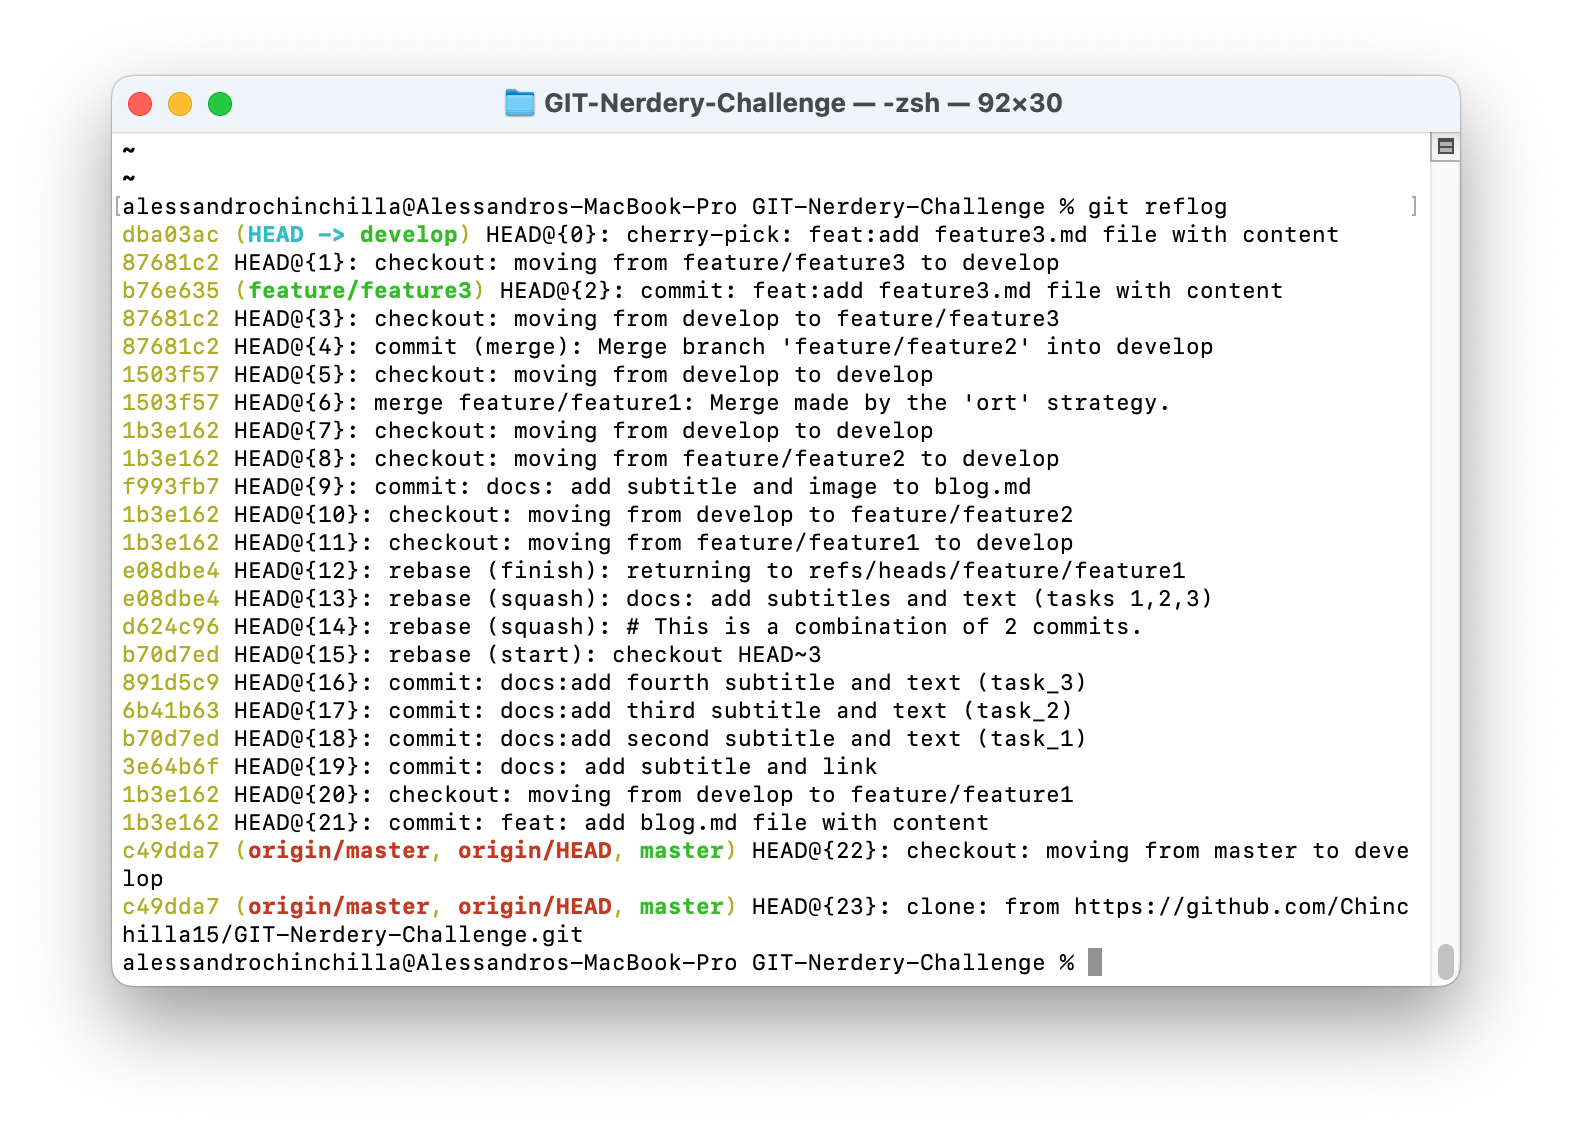 GIT-Nerdery-Challenge — -zsh — 92×30
~
~
alessandrochinchilla@Alessandros-MacBook-Pro GIT-Nerdery-Challenge % git reflog
dba03ac (HEAD -> develop) HEAD@{0}: cherry-pick: feat:add feature3.md file with content
87681c2 HEAD@{1}: checkout: moving from feature/feature3 to develop
b76e635 (feature/feature3) HEAD@{2}: commit: feat:add feature3.md file with content
87681c2 HEAD@{3}: checkout: moving from develop to feature/feature3
87681c2 HEAD@{4}: commit (merge): Merge branch 'feature/feature2' into develop
1503f57 HEAD@{5}: checkout: moving from develop to develop
1503f57 HEAD@{6}: merge feature/feature1: Merge made by the 'ort' strategy.
1b3e162 HEAD@{7}: checkout: moving from develop to develop
1b3e162 HEAD@{8}: checkout: moving from feature/feature2 to develop
f993fb7 HEAD@{9}: commit: docs: add subtitle and image to blog.md
1b3e162 HEAD@{10}: checkout: moving from develop to feature/feature2
1b3e162 HEAD@{11}: checkout: moving from feature/feature1 to develop
e08dbe4 HEAD@{12}: rebase (finish): returning to refs/heads/feature/feature1
e08dbe4 HEAD@{13}: rebase (squash): docs: add subtitles and text (tasks 1,2,3)
d624c96 HEAD@{14}: rebase (squash): # This is a combination of 2 commits.
b70d7ed HEAD@{15}: rebase (start): checkout HEAD~3
891d5c9 HEAD@{16}: commit: docs:add fourth subtitle and text (task_3)
6b41b63 HEAD@{17}: commit: docs:add third subtitle and text (task_2)
b70d7ed HEAD@{18}: commit: docs:add second subtitle and text (task_1)
3e64b6f HEAD@{19}: commit: docs: add subtitle and link
1b3e162 HEAD@{20}: checkout: moving from develop to feature/feature1
1b3e162 HEAD@{21}: commit: feat: add blog.md file with content
c49dda7 (origin/master, origin/HEAD, master) HEAD@{22}: checkout: moving from master to deve
lop
c49dda7 (origin/master, origin/HEAD, master) HEAD@{23}: clone: from https://github.com/Chinc
hilla15/GIT-Nerdery-Challenge.git
alessandrochinchilla@Alessandros-MacBook-Pro GIT-Nerdery-Challenge %